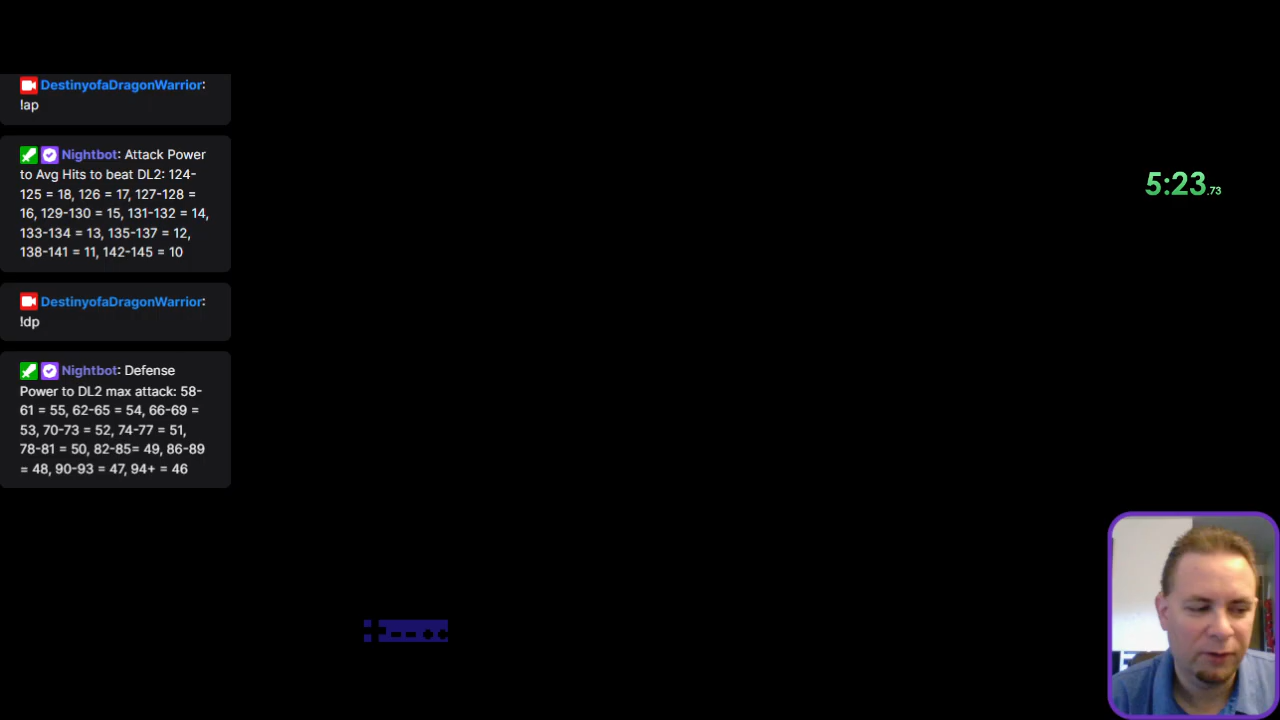 DestinyofaDragonWarrior:
!ap
Nightbot: Attack Power
to Avg Hits to beat DL2: 124-
125 = 18, 126 = 17, 127-128 =
16, 129-130 = 15, 131-132 = 14,
133-134 = 13, 135-137 = 12,
138-141 = 11, 142-145 = 10
DestinyofaDragonWarrior:
!dp
Nightbot: Defense
Power to DL2 max attack: 58-
61 = 55, 62-65 = 54, 66-69 =
53, 70-73 = 52, 74-77 = 51,
78-81 = 50, 82-85= 49, 86-89
= 48, 90-93 = 47, 94+ = 46
5:23.73